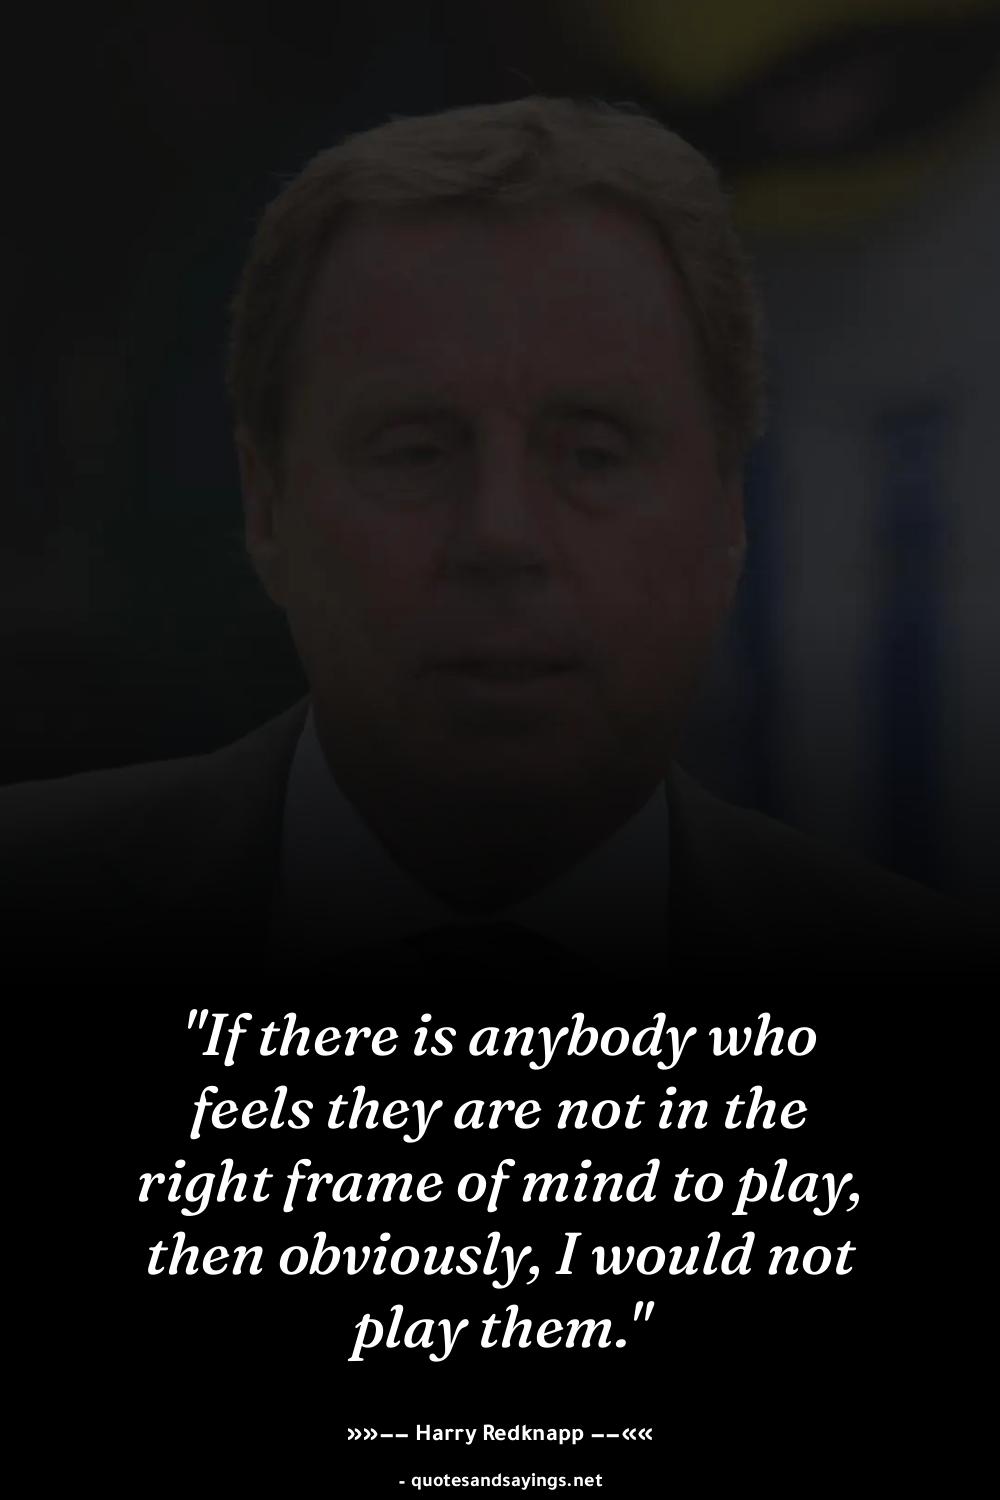 "If there is anybody who
feels they are not in the
right frame of mind to play,
then obviously, I would not
play them."
»»−− Harry Redknapp −−««
- quotesandsayings.net